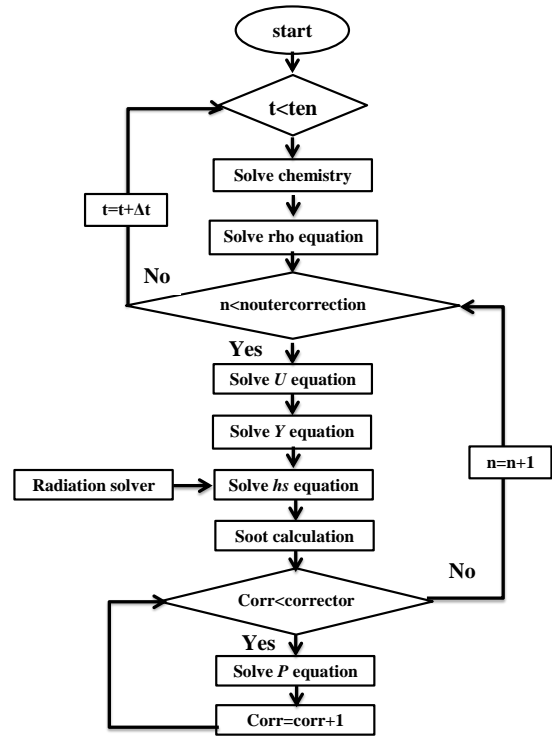 start
t<ten
Solve chemistry
t=t+Δt
Solve rho equation
No
n<noutercorrection
Yes
Solve U equation
Solve Y equation
n=n+1
Radiation solver
Solve hs equation
Soot calculation
No
Corr<corrector
Yes
Solve P equation
Corr=corr+1